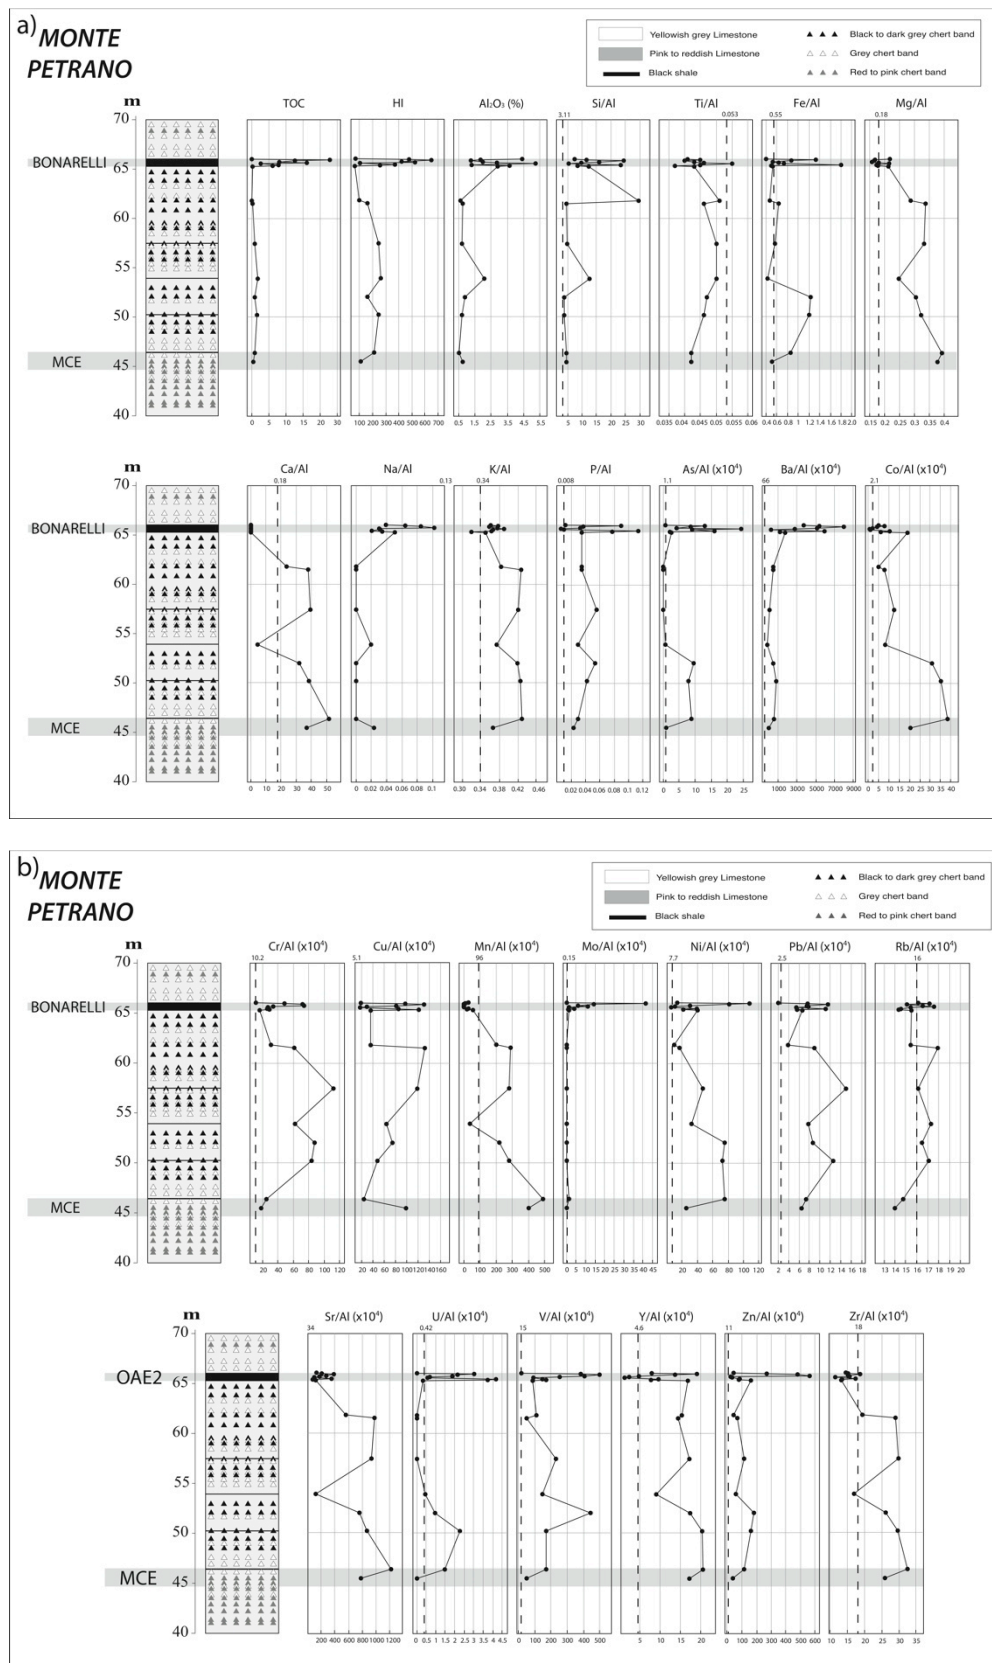 a) MONTE
PETRANO
Yellowish grey Limestone
Pink to reddish Limestone
Black shale
Black to dark grey chert band
Grey chert band
Red to pink chert band
m TOC HI Al₂O₃ (%) Si/Al Ti/Al Fe/Al Mg/Al
3.11 0.053 0.55 0.18
70
BONARELLI
65
60
55
50
MCE
45
40
0 5 10 15 20 25 30
100 200 300 400 500 600 700
0.5 1.5 2.5 3.5 4.5 5.5
5 10 15 20 25 30
0.035 0.04 0.045 0.05 0.055 0.06
0.4 0.6 0.8 1 1.2 1.4 1.6 1.8 2.0
0.15 0.2 0.25 0.3 0.35 0.4
m Ca/Al Na/Al K/Al P/Al As/Al (x10⁴) Ba/Al (x10⁴) Co/Al (x10⁴)
0.18 0.13 0.34 0.008 1.1 66 2.1
70
BONARELLI
65
60
55
50
MCE
45
40
0 10 20 30 40 50
0 0.02 0.04 0.06 0.08 0.1
0.30 0.34 0.38 0.42 0.46
0.02 0.04 0.06 0.08 0.1 0.12
0 5 10 15 20 25
1000 3000 5000 7000 9000
0 5 10 15 20 25 30 35 40
b) MONTE
PETRANO
Yellowish grey Limestone
Pink to reddish Limestone
Black shale
Black to dark grey chert band
Grey chert band
Red to pink chert band
m Cr/Al (x10⁴) Cu/Al (x10⁴) Mn/Al (x10⁴) Mo/Al (x10⁴) Ni/Al (x10⁴) Pb/Al (x10⁴) Rb/Al (x10⁴)
10.2 5.1 96 0.15 7.7 2.5 16
70
BONARELLI
65
60
55
50
MCE
45
40
20 40 60 80 100 120
20 40 60 80 100 120 140 160
0 100 200 300 400 500
0 5 10 15 20 25 30 35 40 45
20 40 60 80 100 120
2 4 6 8 10 12 14 16 18
13 14 15 16 17 18 19 20
m Sr/Al (x10⁴) U/Al (x10⁴) V/Al (x10⁴) Y/Al (x10⁴) Zn/Al (x10⁴) Zr/Al (x10⁴)
34 0.42 15 4.6 11 18
70
OAE2
65
60
55
50
MCE
45
40
200 400 600 800 1000 1200
0 0.5 1 1.5 2 2.5 3 3.5 4 4.5
0 100 200 300 400 500
5 10 15 20
0 100 200 300 400 500 600
10 15 20 25 30 35